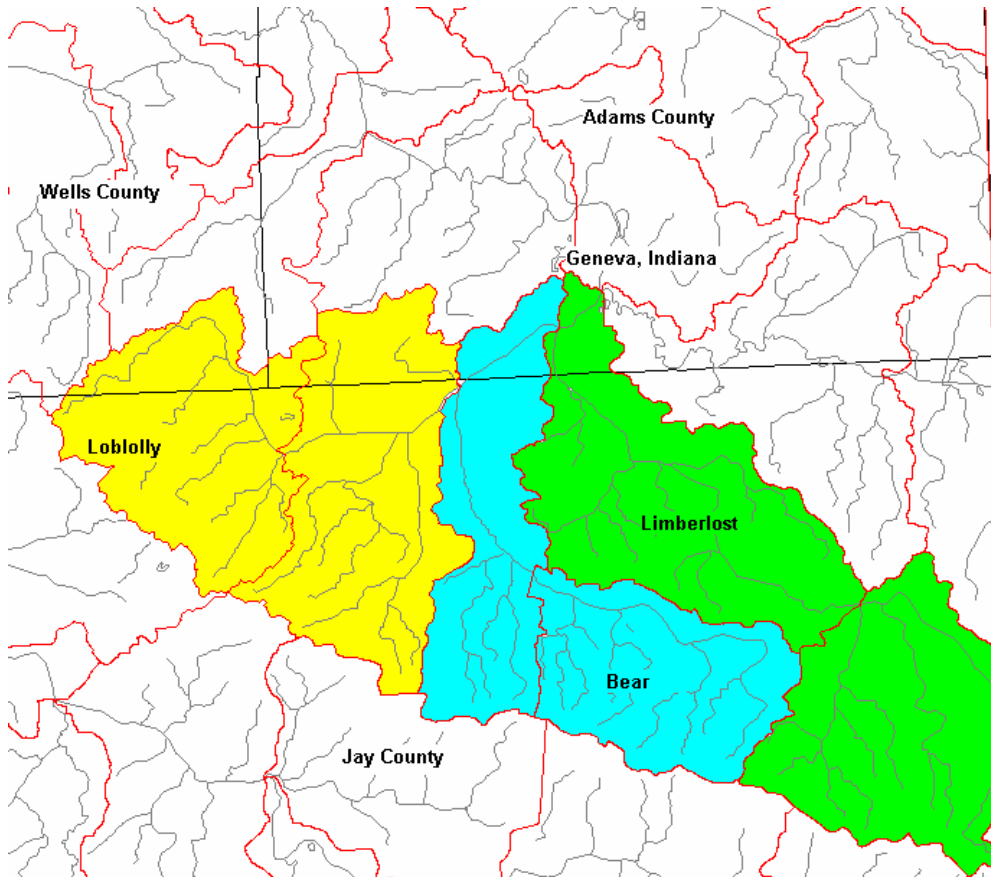 Adams County
Wells County
Geneva, Indiana
Loblolly
Limberlost
Bear
Jay County